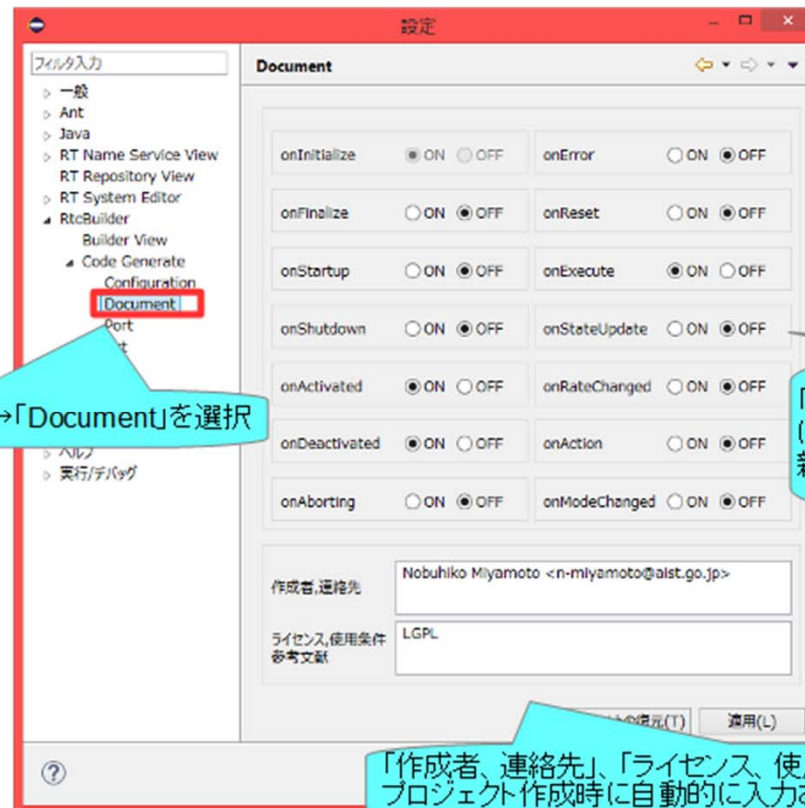 設定
フィルタ入力
Document
一般
Ant
Java
RT Name Service View
RT Repository View
RT System Editor
RtcBuilder
Builder View
Code Generate
Configuration
Document
Port
→「Document」を選択
ヘルプ
実行/デバッグ
onInitialize ON OFF onError ON OFF
onFinalize ON OFF onReset ON OFF
onStartup ON OFF onExecute ON OFF
onShutdown ON OFF onStateUpdate ON OFF
onActivated ON OFF onRateChanged ON OFF
onDeactivated ON OFF onAction ON OFF
onAborting ON OFF onModeChanged ON OFF
作成者,連絡先 Nobuhiko Miyamoto <n-miyamoto@aist.go.jp>
ライセンス,使用条件 LGPL
参考文献
の復元(T) 適用(L)
「作成者、連絡先」、「ライセンス、使
プロジェクト作成時に自動的に入力